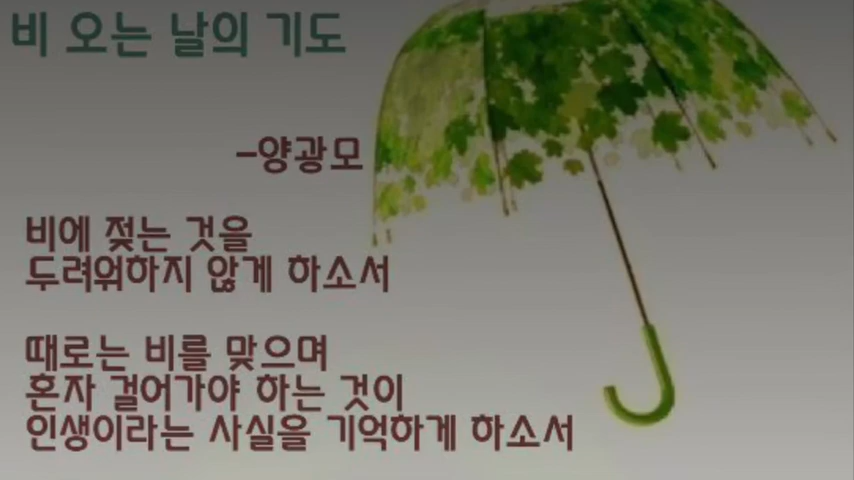 비 오는 날의 기도
-양광모
비에 젖는 것을
두려워하지 않게 하소서
때로는 비를 맞으며
혼자 걸어가야 하는 것이
인생이라는 사실을 기억하게 하소서